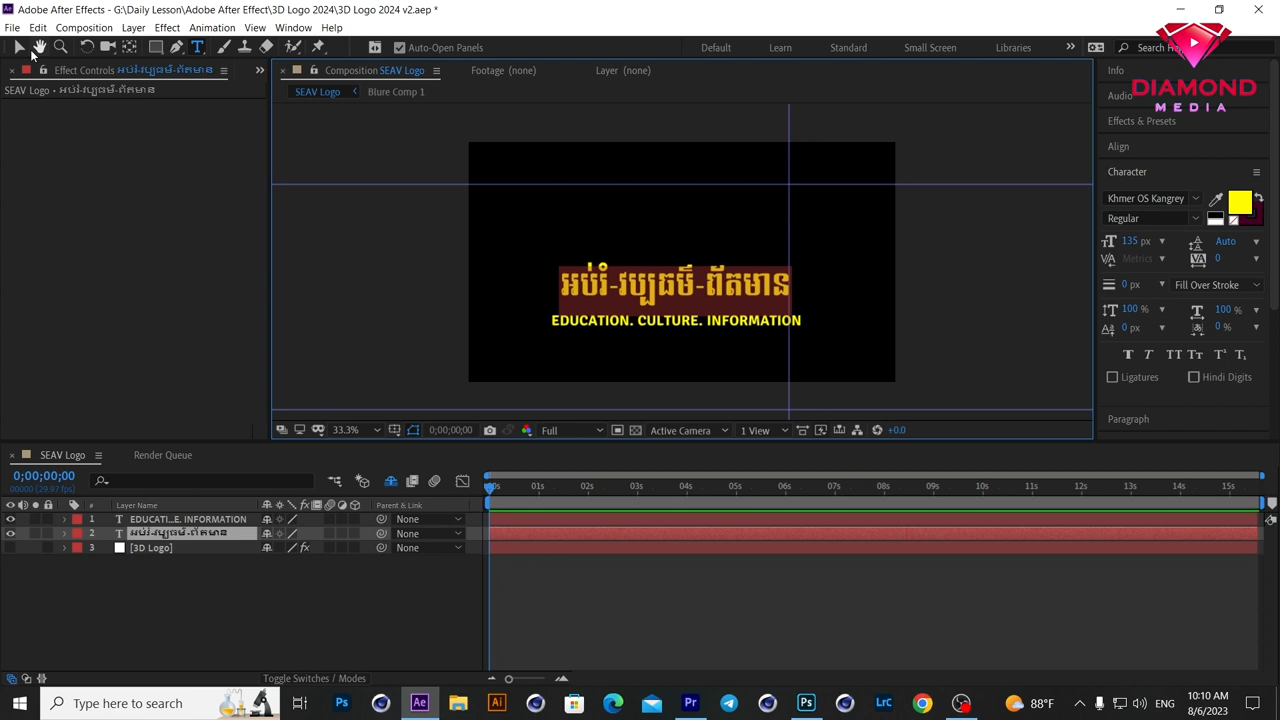 Adobe After Effects - G:\Daily Lesson\Adobe After Effect\3D Logo 2024\3D Logo 2024 v2.aep *
File Edit Composition Layer Effect Animation View Window Help
Auto-Open Panels Default Learn Standard Small Screen Libraries Search Help
DIAMOND
MEDIA
Effect Controls អប់រំ-វប្បធម៌-ព័ត៌មាន
SEAV Logo • អប់រំ-វប្បធម៌-ព័ត៌មាន
Composition SEAV Logo Footage (none) Layer (none)
SEAV Logo Blure Comp 1
អប់រំ-វប្បធម៌-ព័តមាន
EDUCATION. CULTURE. INFORMATION
33.3% 0;00;00;00 Full Active Camera 1 View +0.0
Info
Audio
Effects & Presets
Align
Character
Khmer OS Kangrey
Regular
135 px Auto
Metrics 0
0 px Fill Over Stroke
100 % 100 %
0 px 0 %
Ligatures Hindi Digits
Paragraph
SEAV Logo Render Queue
0;00;00;00
00000 (29.97 fps)
# Layer Name Parent & Link
1 EDUCATI...E. INFORMATION None
2 អប់រំ-វប្បធម៌-ព័ត៌មាន None
3 [3D Logo] None
00s 01s 02s 03s 04s 05s 06s 07s 08s 09s 10s 11s 12s 13s 14s 15s
Toggle Switches / Modes
Type here to search
88°F ENG
10:10 AM
8/6/2023